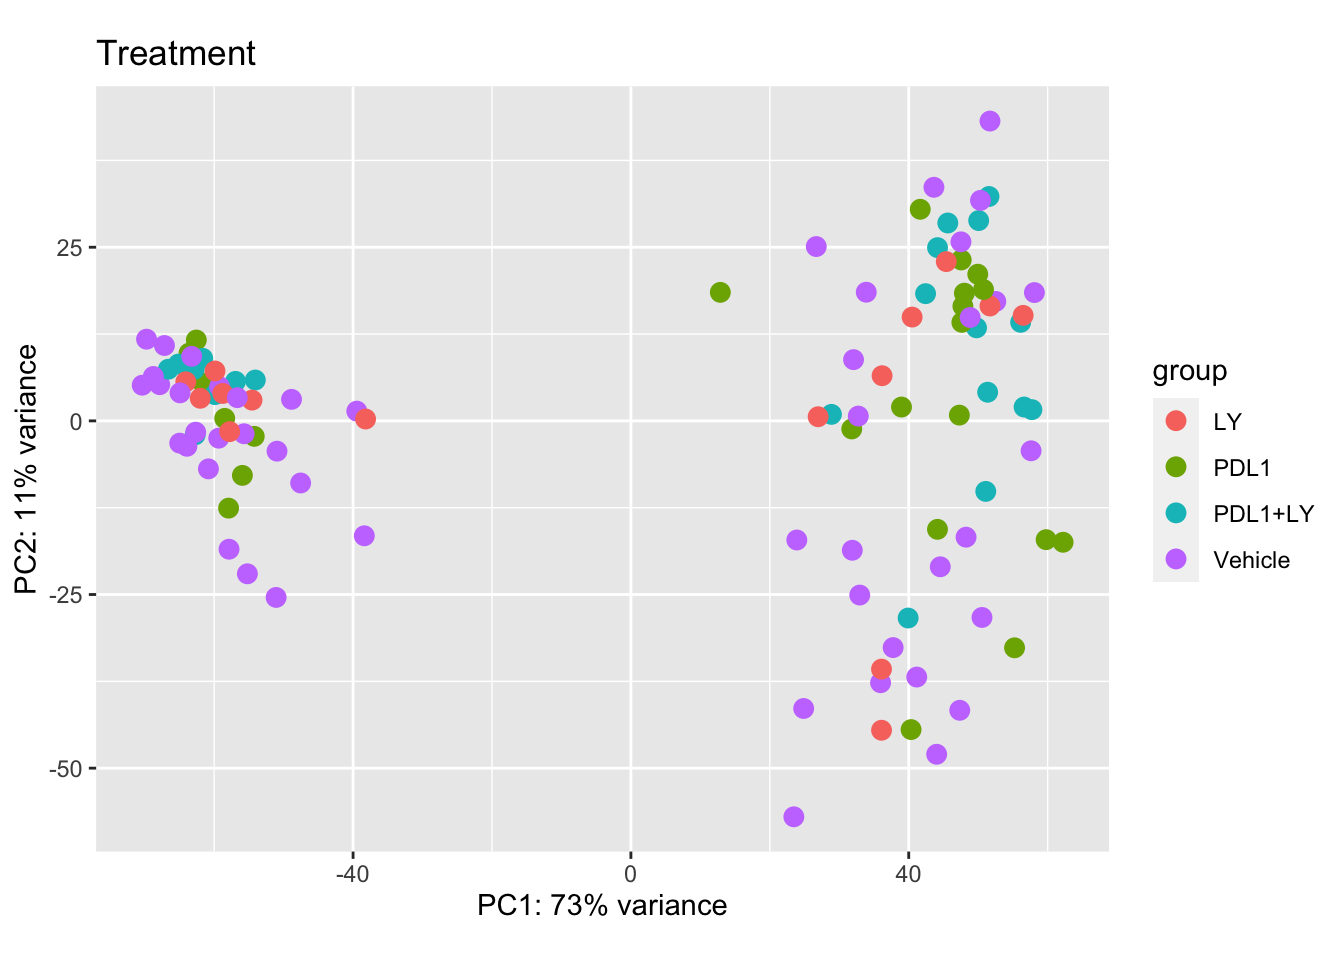 Treatment
PC2: 11% variance
25
0
-25
-50
-40
0
40
PC1: 73% variance
group
LY
PDL1
PDL1+LY
Vehicle